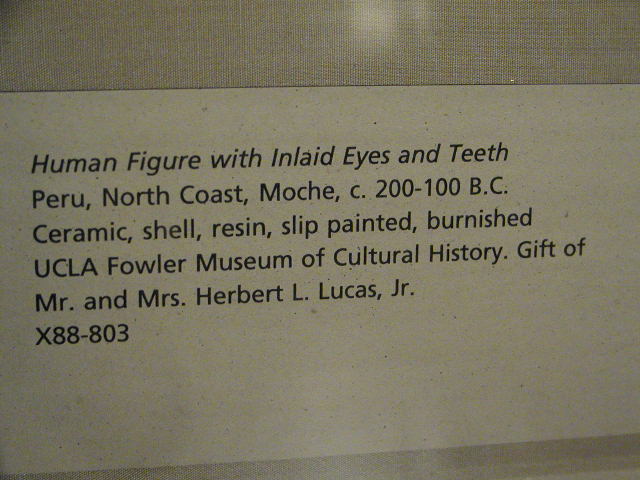 Human Figure with Inlaid Eyes and Teeth
Peru, North Coast, Moche, c. 200-100 B.C.
Ceramic, shell, resin, slip painted, burnished
UCLA Fowler Museum of Cultural History. Gift of
Mr. and Mrs. Herbert L. Lucas, Jr.
X88-803